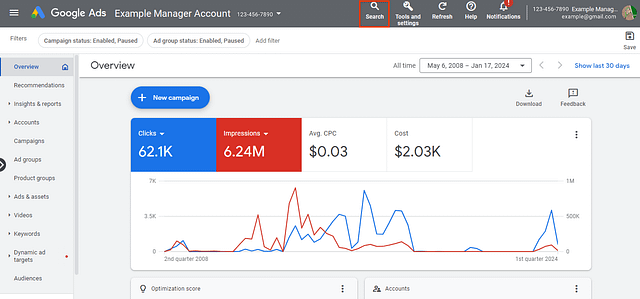 Google Ads
Example Manager Account 123-456-7890
Search
Tools and settings
Refresh
Help
Notifications
!
123-456-7890 Example Manag...
example@gmail.com
Filters
Campaign status: Enabled, Paused
Ad group status: Enabled, Paused
Add filter
Save
Overview
Recommendations
Insights & reports
Accounts
Campaigns
Ad groups
Product groups
Ads & assets
Videos
Keywords
Dynamic ad targets
Audiences
Overview
All time
May 6, 2008 – Jan 17, 2024
Show last 30 days
+ New campaign
Download
Feedback
Clicks
62.1K
Impressions
6.24M
Avg. CPC
$0.03
Cost
$2.03K
7K
3.5K
0
1M
500K
0
2nd quarter 2008
1st quarter 2024
Optimization score
Accounts